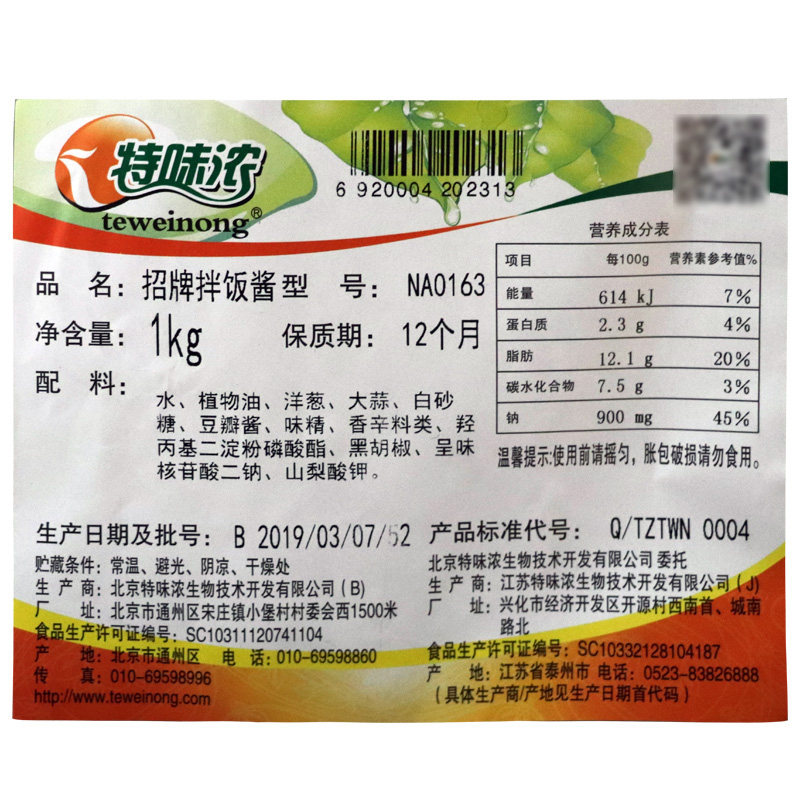 特味浓
teweinong®
6 920004 202313
品 名: 招牌拌饭酱 型 号: NA0163
净含量: 1kg 保质期: 12个月
配 料: 水、植物油、洋葱、大蒜、白砂
糖、豆瓣酱、味精、香辛料类、羟
丙基二淀粉磷酸酯、黑胡椒、呈味
核苷酸二钠、山梨酸钾。
营养成分表
项目 每100g 营养素参考值%
能量 614 kJ 7%
蛋白质 2.3 g 4%
脂肪 12.1 g 20%
碳水化合物 7.5 g 3%
钠 900 mg 45%
温馨提示:使用前请摇匀,胀包破损请勿食用。
生产日期及批号: B 2019/03/07/52 产品标准代号: Q/TZTWN 0004
贮藏条件: 常温、避光、阴凉、干燥处
生 产 商: 北京特味浓生物技术开发有限公司(B)
厂 址: 北京市通州区宋庄镇小堡村村委会西1500米
食品生产许可证编号: SC10311120741104
产 地: 北京市通州区 电 话: 010-69598860
传 真: 010-69598996
http://www.teweinong.com
北京特味浓生物技术开发有限公司 委托
生 产 商: 江苏特味浓生物技术开发有限公司(J)
厂 址: 兴化市经济开发区开源村西南首、城南
路北
食品生产许可证编号: SC10332128104187
产 地: 江苏省泰州市 电话: 0523-83826888
(具体生产商/产地见生产日期首代码)